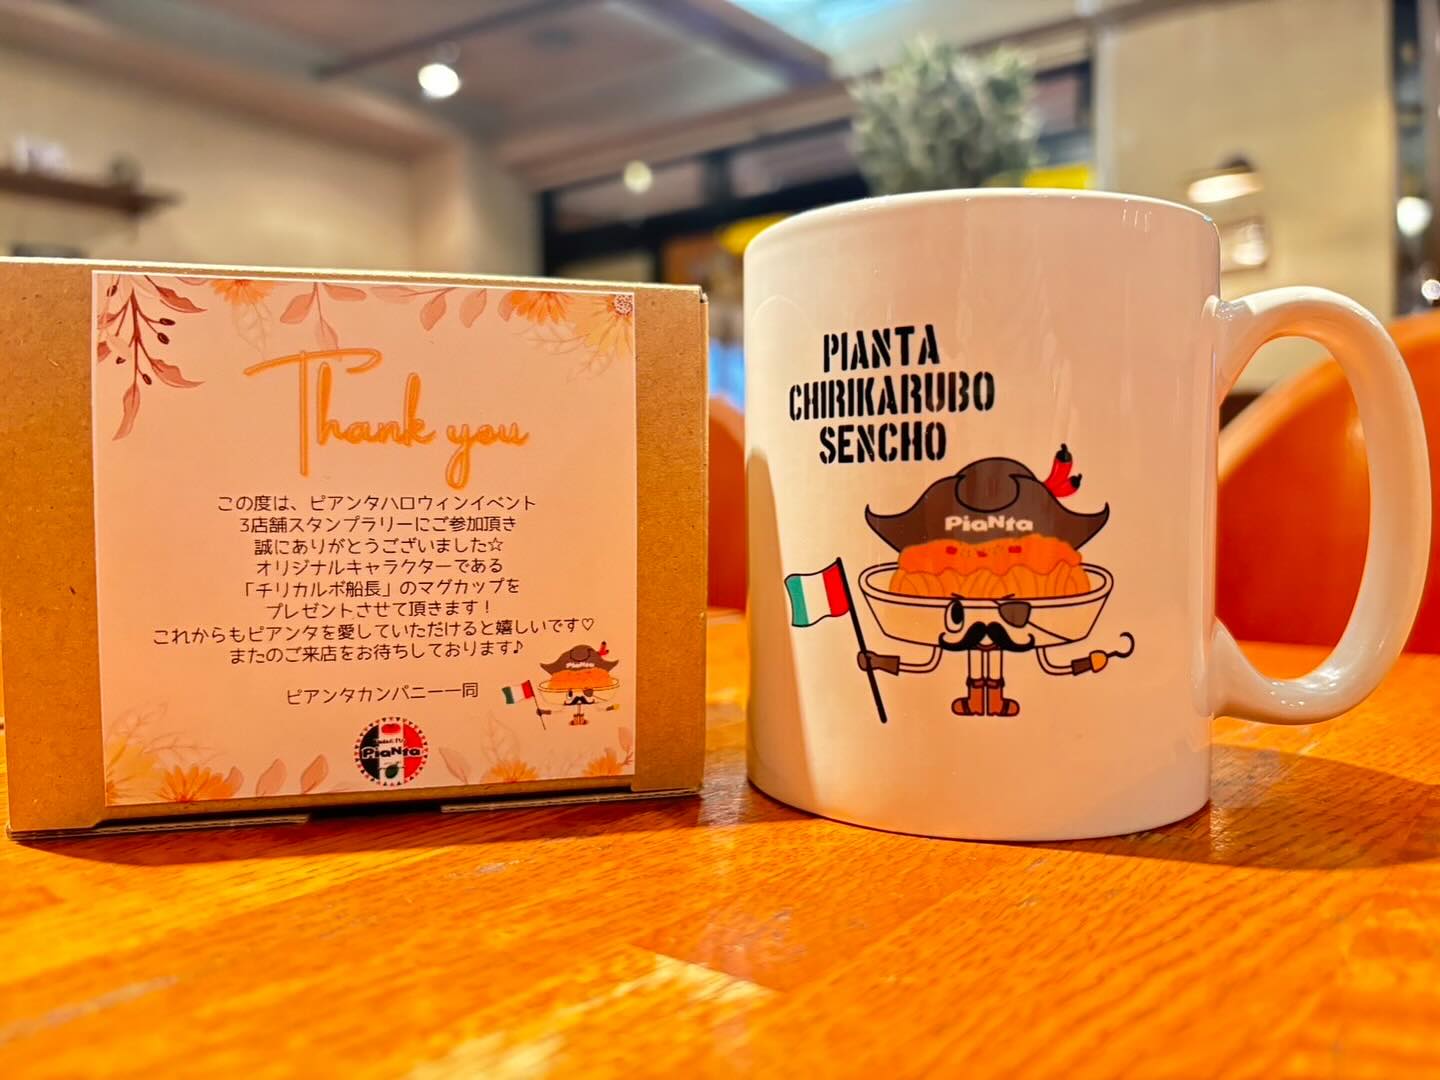 Thank you
この度は、ピアンタハロウィンイベント
3店舗スタンプラリーにご参加頂き
誠にありがとうございました☆
オリジナルキャラクターである
「チリカルボ船長」のマグカップを
プレゼントさせて頂きます！
これからもピアンタを愛していただけると嬉しいです♡
またのご来店をお待ちしております♪
ピアンタカンパニー一同
PiaNta
PiaNta
PIANTA
CHIRIKARUBO
SENCHO
PiaNta